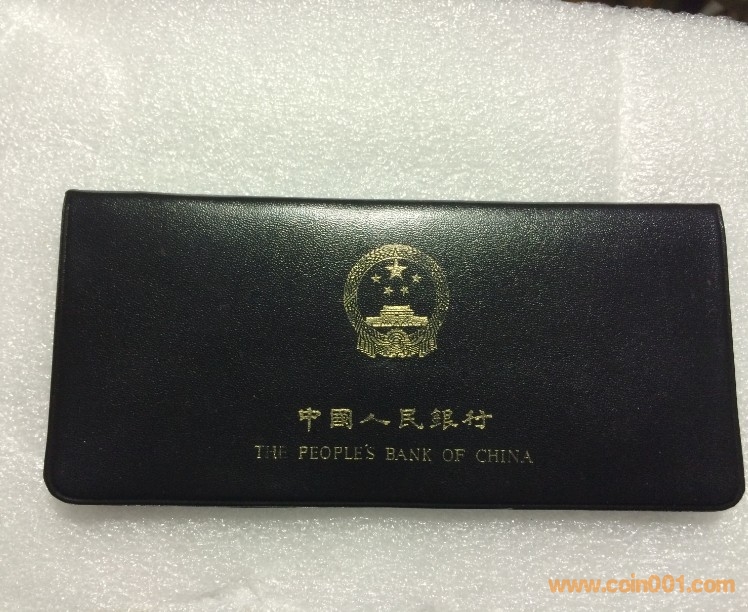 中國人民銀行
THE PEOPLE'S BANK OF CHINA
www.coin001.com